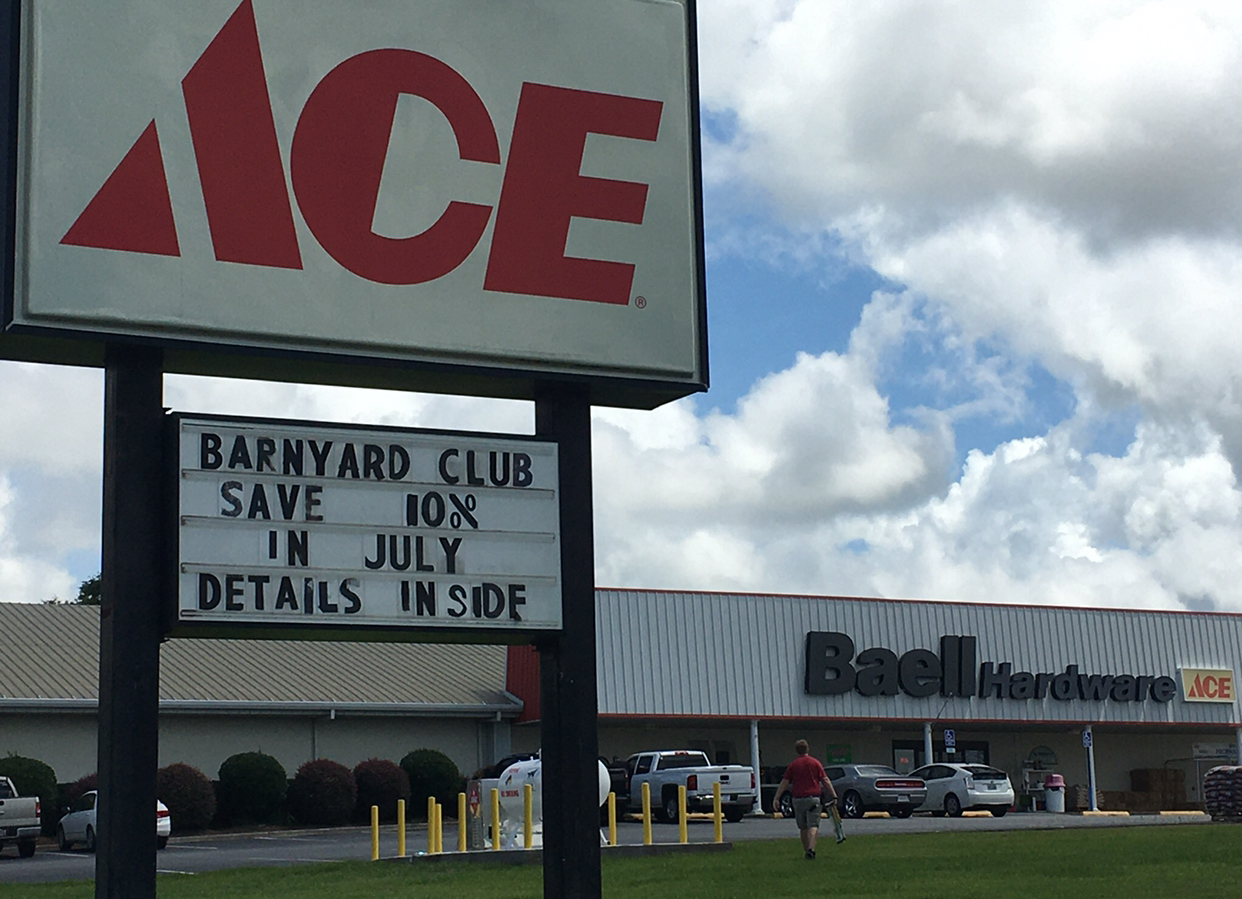 ACE
®
BARNYARD CLUB
SAVE 10%
IN JULY
DETAILS INSIDE
Baell Hardware
ACE